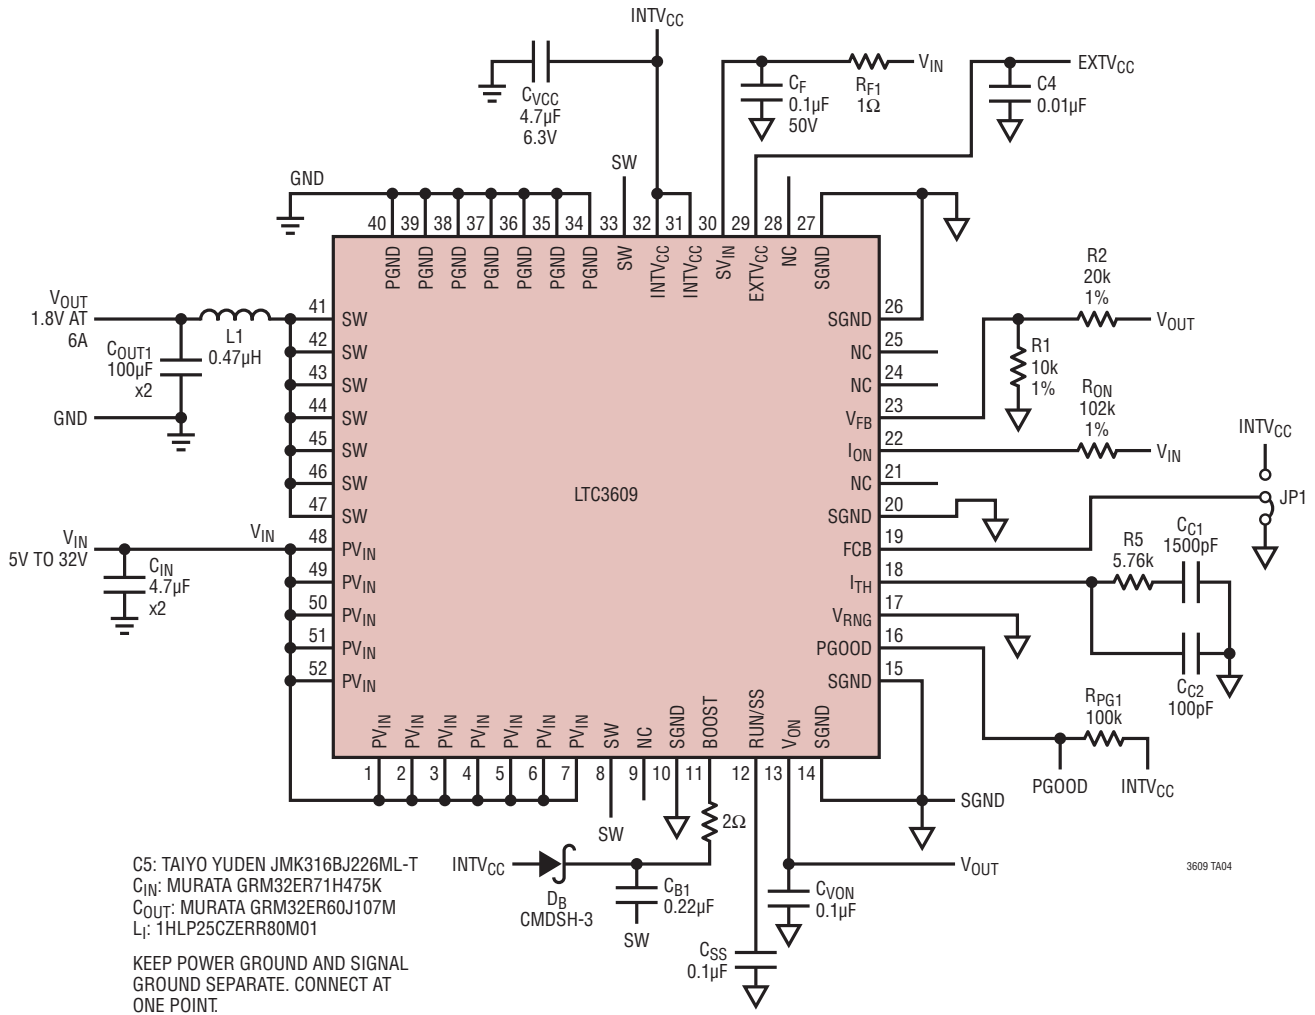 INTVCC
CVCC
4.7µF
6.3V
CF
0.1µF
50V
RF1
1Ω
VIN
EXTVCC
C4
0.01µF
GND
SW
40 39 38 37 36 35 34 33 32 31 30 29 28 27
PGND PGND PGND PGND PGND PGND PGND SW INTVCC INTVCC SVIN EXTVCC NC SGND
VOUT
1.8V AT
6A
COUT1
100µF
x2
L1
0.47µH
GND
VIN
5V TO 32V
VIN
CIN
4.7µF
x2
41 SW
42 SW
43 SW
44 SW
45 SW
46 SW
47 SW
48 PVIN
49 PVIN
50 PVIN
51 PVIN
52 PVIN
LTC3609
SGND 26
NC 25
NC 24
VFB 23
ION 22
NC 21
SGND 20
FCB 19
ITH 18
VRNG 17
PGOOD 16
SGND 15
R2
20k
1%
VOUT
R1
10k
1%
RON
102k
1%
VIN
INTVCC
JP1
R5
5.76k
CC1
1500pF
CC2
100pF
RPG1
100k
PGOOD
INTVCC
PVIN PVIN PVIN PVIN PVIN PVIN PVIN SW NC SGND BOOST RUN/SS VON SGND
1 2 3 4 5 6 7 8 9 10 11 12 13 14
SGND
SW
2Ω
INTVCC
DB
CMDSH-3
CB1
0.22µF
SW
VOUT
CVON
0.1µF
CSS
0.1µF
3609 TA04
C5: TAIYO YUDEN JMK316BJ226ML-T
CIN: MURATA GRM32ER71H475K
COUT: MURATA GRM32ER60J107M
LI: 1HLP25CZERR80M01
KEEP POWER GROUND AND SIGNAL
GROUND SEPARATE. CONNECT AT
ONE POINT.